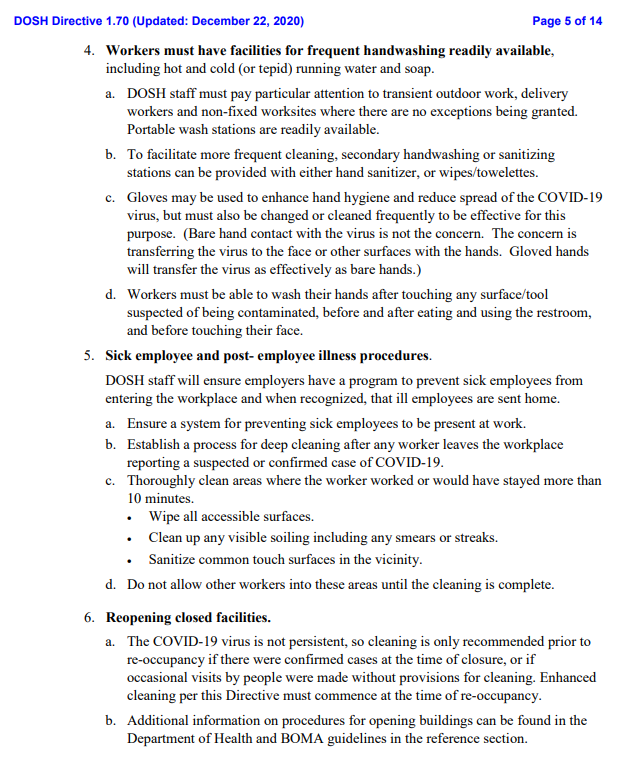 DOSH Directive 1.70 (Updated: December 22, 2020) Page 5 of 14
4. Workers must have facilities for frequent handwashing readily available,
including hot and cold (or tepid) running water and soap.
a. DOSH staff must pay particular attention to transient outdoor work, delivery
workers and non-fixed worksites where there are no exceptions being granted.
Portable wash stations are readily available.
b. To facilitate more frequent cleaning, secondary handwashing or sanitizing
stations can be provided with either hand sanitizer, or wipes/towelettes.
c. Gloves may be used to enhance hand hygiene and reduce spread of the COVID-19
virus, but must also be changed or cleaned frequently to be effective for this
purpose. (Bare hand contact with the virus is not the concern. The concern is
transferring the virus to the face or other surfaces with the hands. Gloved hands
will transfer the virus as effectively as bare hands.)
d. Workers must be able to wash their hands after touching any surface/tool
suspected of being contaminated, before and after eating and using the restroom,
and before touching their face.
5. Sick employee and post- employee illness procedures.
DOSH staff will ensure employers have a program to prevent sick employees from
entering the workplace and when recognized, that ill employees are sent home.
a. Ensure a system for preventing sick employees to be present at work.
b. Establish a process for deep cleaning after any worker leaves the workplace
reporting a suspected or confirmed case of COVID-19.
c. Thoroughly clean areas where the worker worked or would have stayed more than
10 minutes.
• Wipe all accessible surfaces.
• Clean up any visible soiling including any smears or streaks.
• Sanitize common touch surfaces in the vicinity.
d. Do not allow other workers into these areas until the cleaning is complete.
6. Reopening closed facilities.
a. The COVID-19 virus is not persistent, so cleaning is only recommended prior to
re-occupancy if there were confirmed cases at the time of closure, or if
occasional visits by people were made without provisions for cleaning. Enhanced
cleaning per this Directive must commence at the time of re-occupancy.
b. Additional information on procedures for opening buildings can be found in the
Department of Health and BOMA guidelines in the reference section.